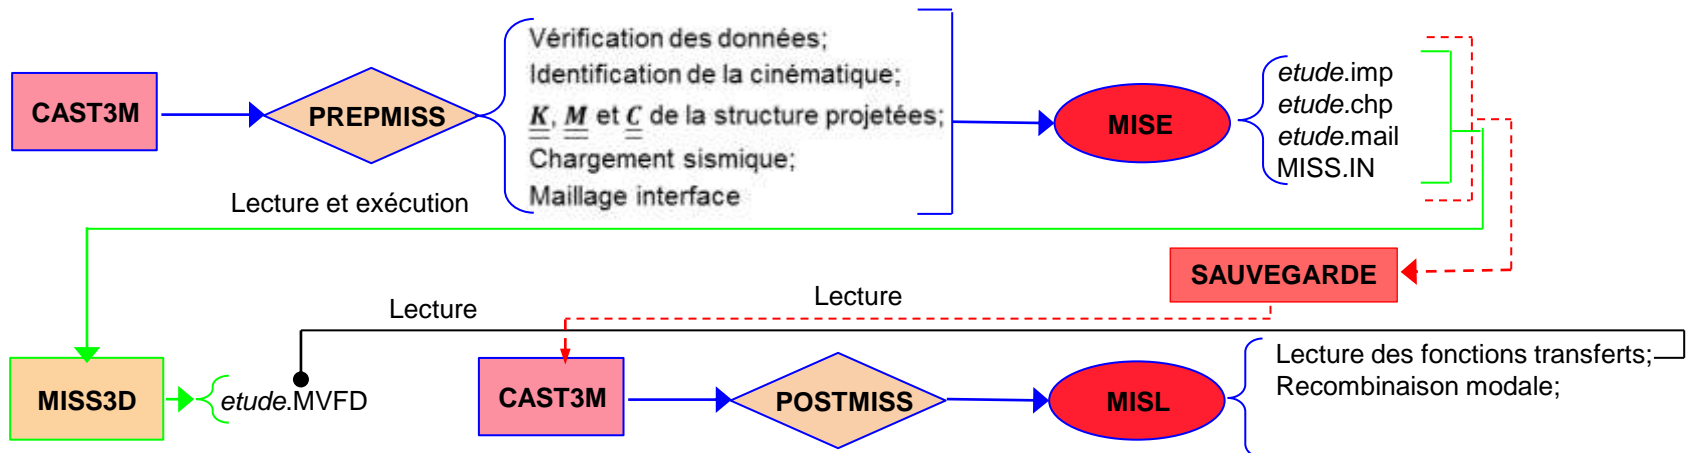 CAST3M
PREPMISS
Vérification des données;
Identification de la cinématique;
K, M et C de la structure projetées;
Chargement sismique;
Maillage interface
MISE
etude.imp
etude.chp
etude.mail
MISS.IN
Lecture et exécution
SAUVEGARDE
Lecture
Lecture
MISS3D
etude.MVFD
CAST3M
POSTMISS
MISL
Lecture des fonctions transferts;
Recombinaison modale;